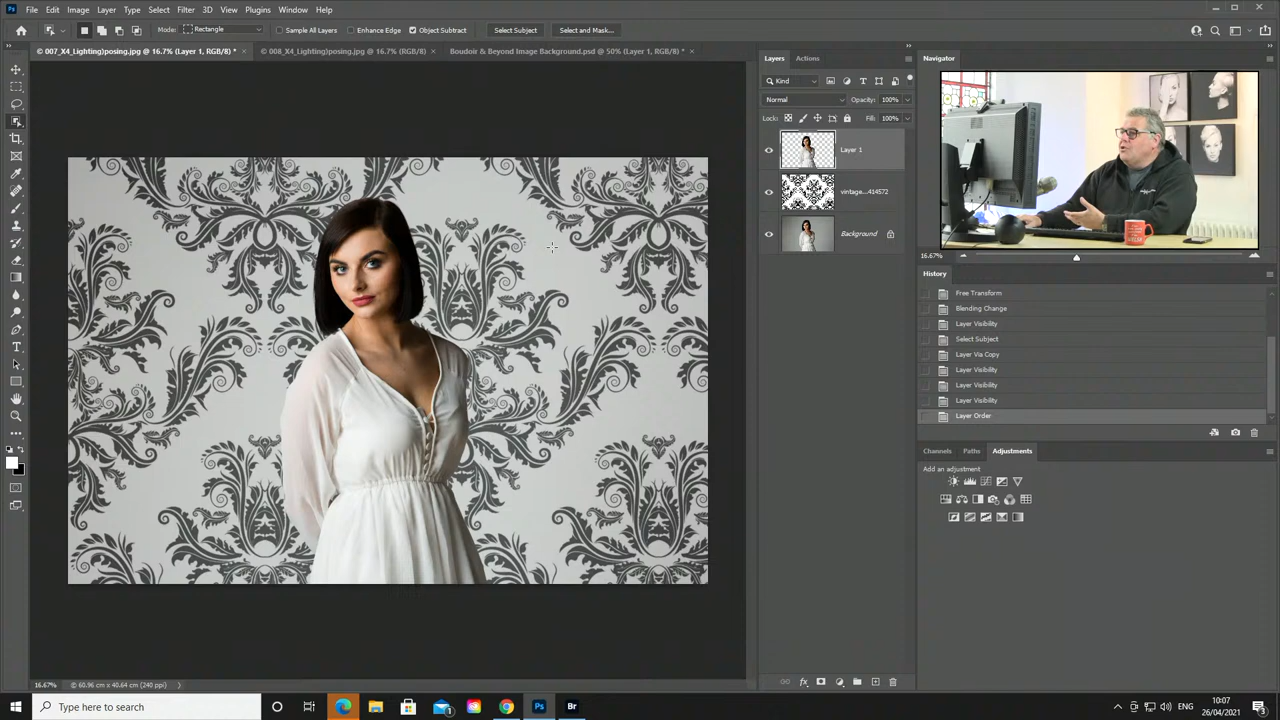 Ps File Edit Image Layer Type Select Filter 3D View Plugins Window Help
Mode: Rectangle Sample All Layers Enhance Edge Object Subtract Select Subject Select and Mask...
© 007_X4_Lighting)posing.jpg @ 16.7% (Layer 1, RGB/8) * × © 008_X4_Lighting)posing.jpg @ 16.7% (RGB/8) × Boudoir & Beyond Image Background.psd @ 50% (Layer 1, RGB/8) * ×
Layers Actions
Kind
Normal Opacity: 100%
Lock: Fill: 100%
Layer 1
vintage...414572
Background
Navigator
16.67%
History
Free Transform
Blending Change
Layer Visibility
Select Subject
Layer Via Copy
Layer Visibility
Layer Visibility
Layer Visibility
Layer Order
Channels Paths Adjustments
Add an adjustment
16.67% © 60.96 cm x 40.64 cm (240 ppi)
Type here to search
Ps Br
10:07
26/04/2021